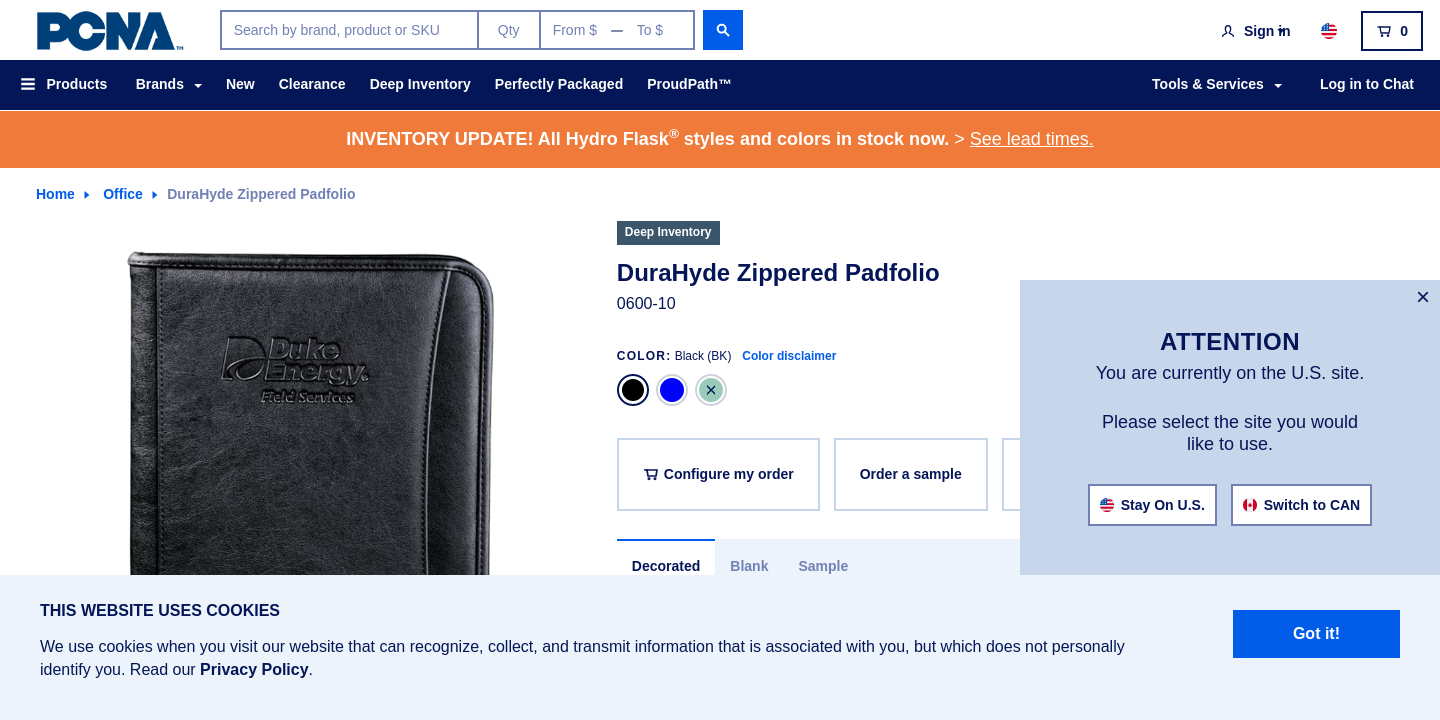 PCNA™
Search by brand, product or SKU
Qty
From $ — To $
Sign in
0
Products
Brands
New
Clearance
Deep Inventory
Perfectly Packaged
ProudPath™
Tools & Services
Log in to Chat
INVENTORY UPDATE! All Hydro Flask® styles and colors in stock now. > See lead times.
Home
Office
DuraHyde Zippered Padfolio
Duke
Energy®
Field Services
Deep Inventory
DuraHyde Zippered Padfolio
0600-10
COLOR: Black (BK) Color disclaimer
Configure my order
Order a sample
Decorated
Blank
Sample
×
ATTENTION
You are currently on the U.S. site.
Please select the site you would
like to use.
Stay On U.S.
Switch to CAN
THIS WEBSITE USES COOKIES
We use cookies when you visit our website that can recognize, collect, and transmit information that is associated with you, but which does not personally
identify you. Read our Privacy Policy.
Got it!